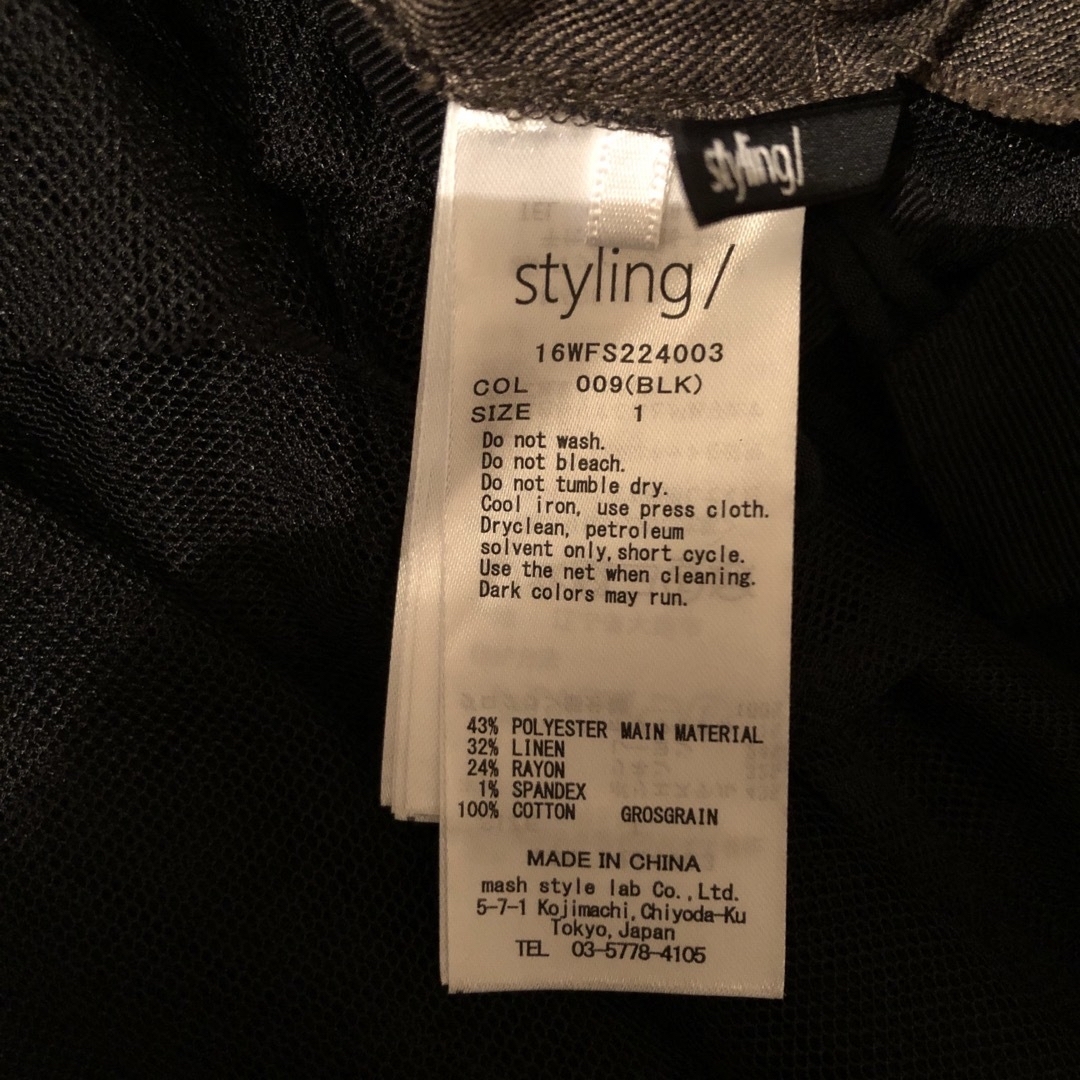 styling/
styling/
16WFS224003
COL 009(BLK)
SIZE 1
Do not wash.
Do not bleach.
Do not tumble dry.
Cool iron, use press cloth.
Dryclean, petroleum
solvent only, short cycle.
Use the net when cleaning.
Dark colors may run.
43% POLYESTER MAIN MATERIAL
32% LINEN
24% RAYON
1% SPANDEX
100% COTTON GROSGRAIN
MADE IN CHINA
mash style lab Co.,Ltd.
5-7-1 Kojimachi,Chiyoda-Ku
Tokyo,Japan
TEL 03-5778-4105